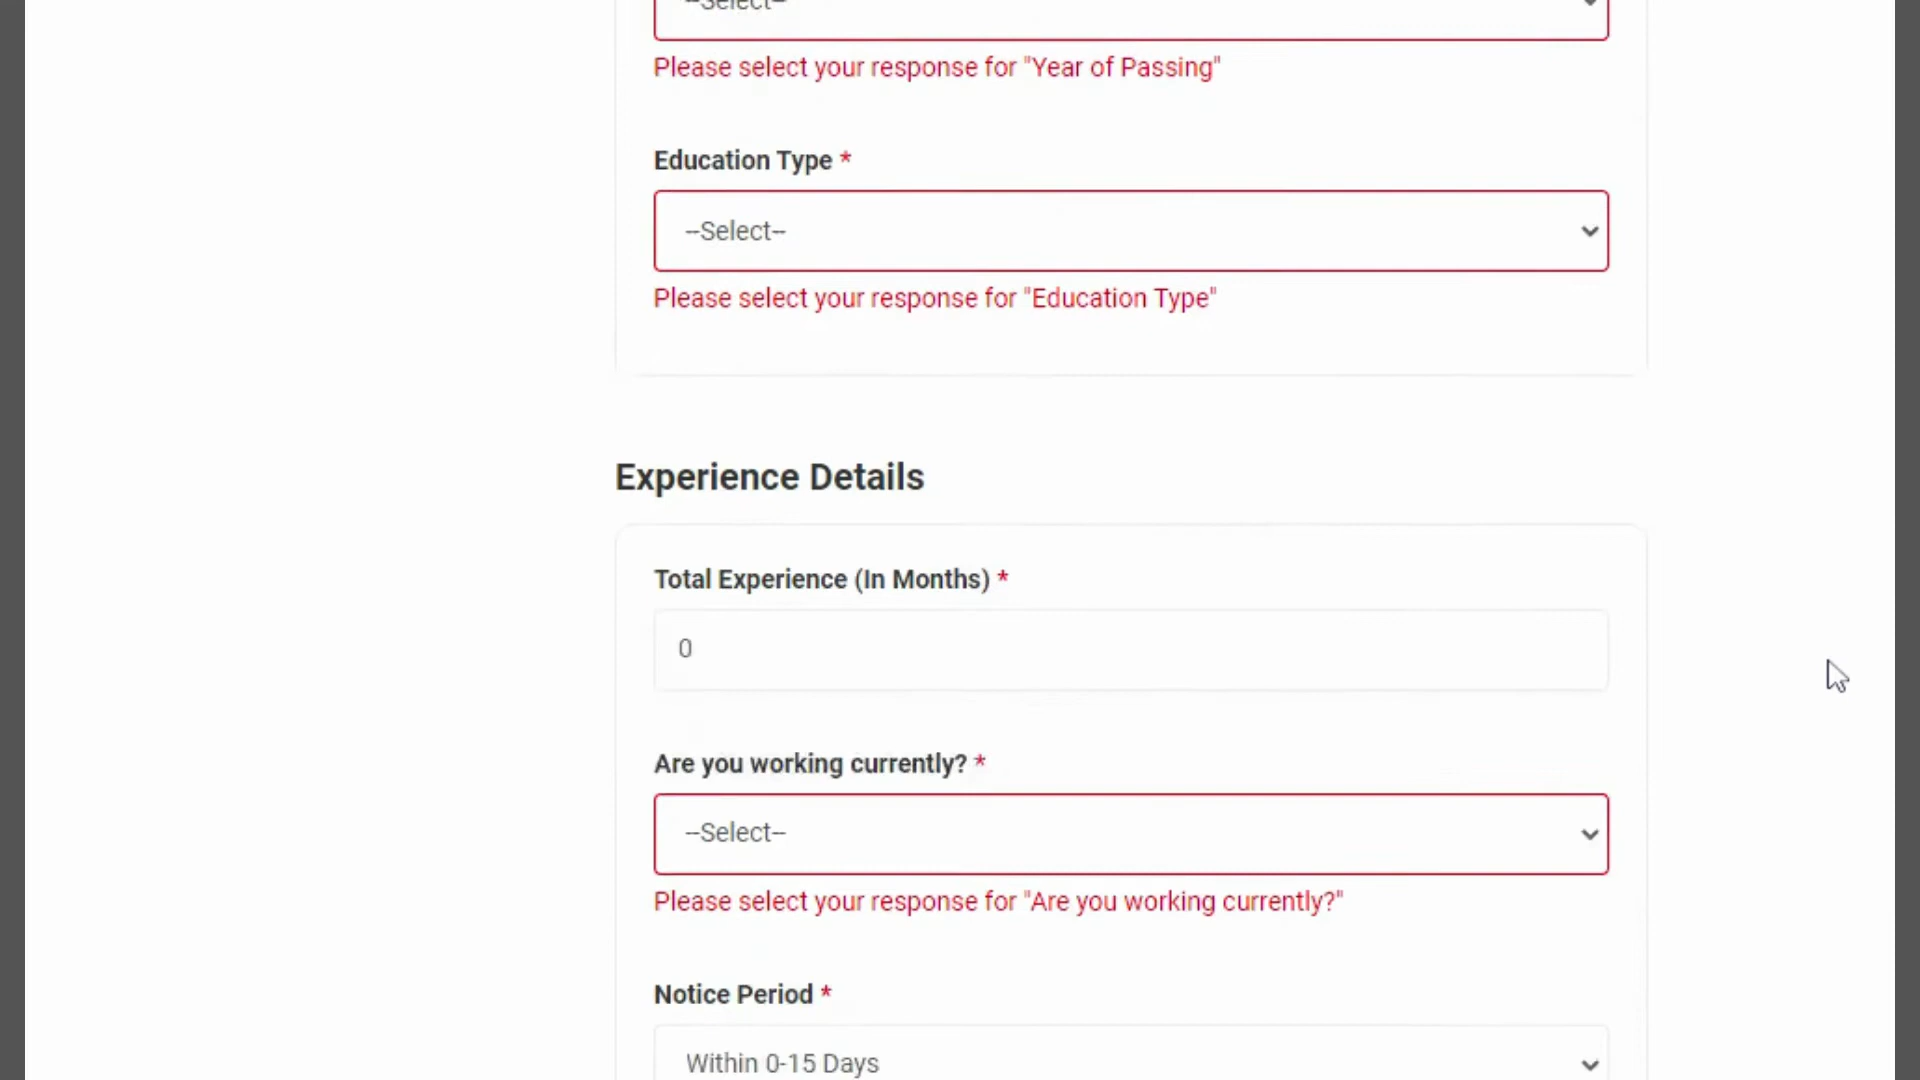 --Select--
Please select your response for "Year of Passing"
Education Type *
--Select--
Please select your response for "Education Type"
Experience Details
Total Experience (In Months) *
0
Are you working currently? *
--Select--
Please select your response for "Are you working currently?"
Notice Period *
Within 0-15 Days